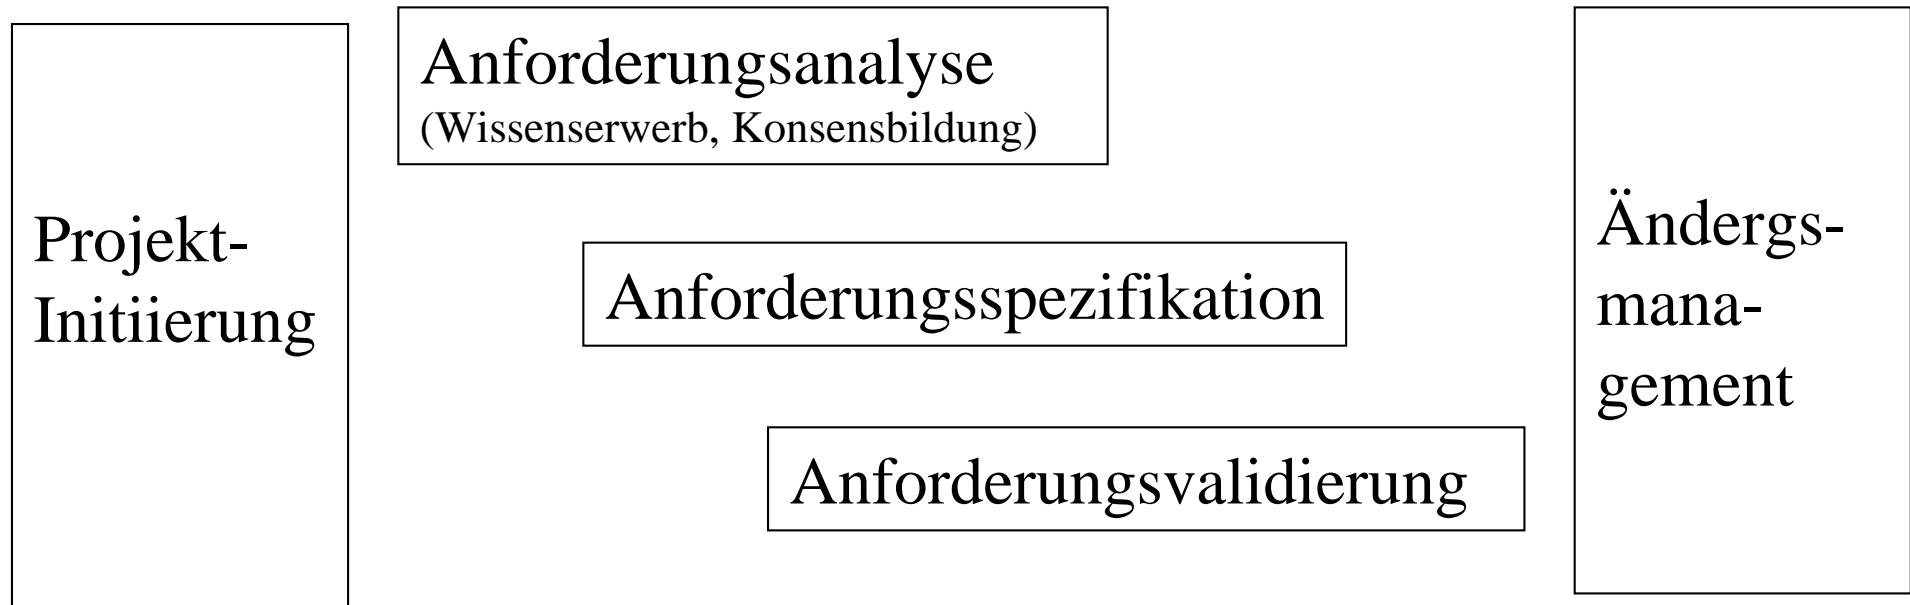 Projekt-
Initiierung
Anforderungsanalyse
(Wissenserwerb, Konsensbildung)
Anforderungsspezifikation
Anforderungsvalidierung
Ändergs-
mana-
gement